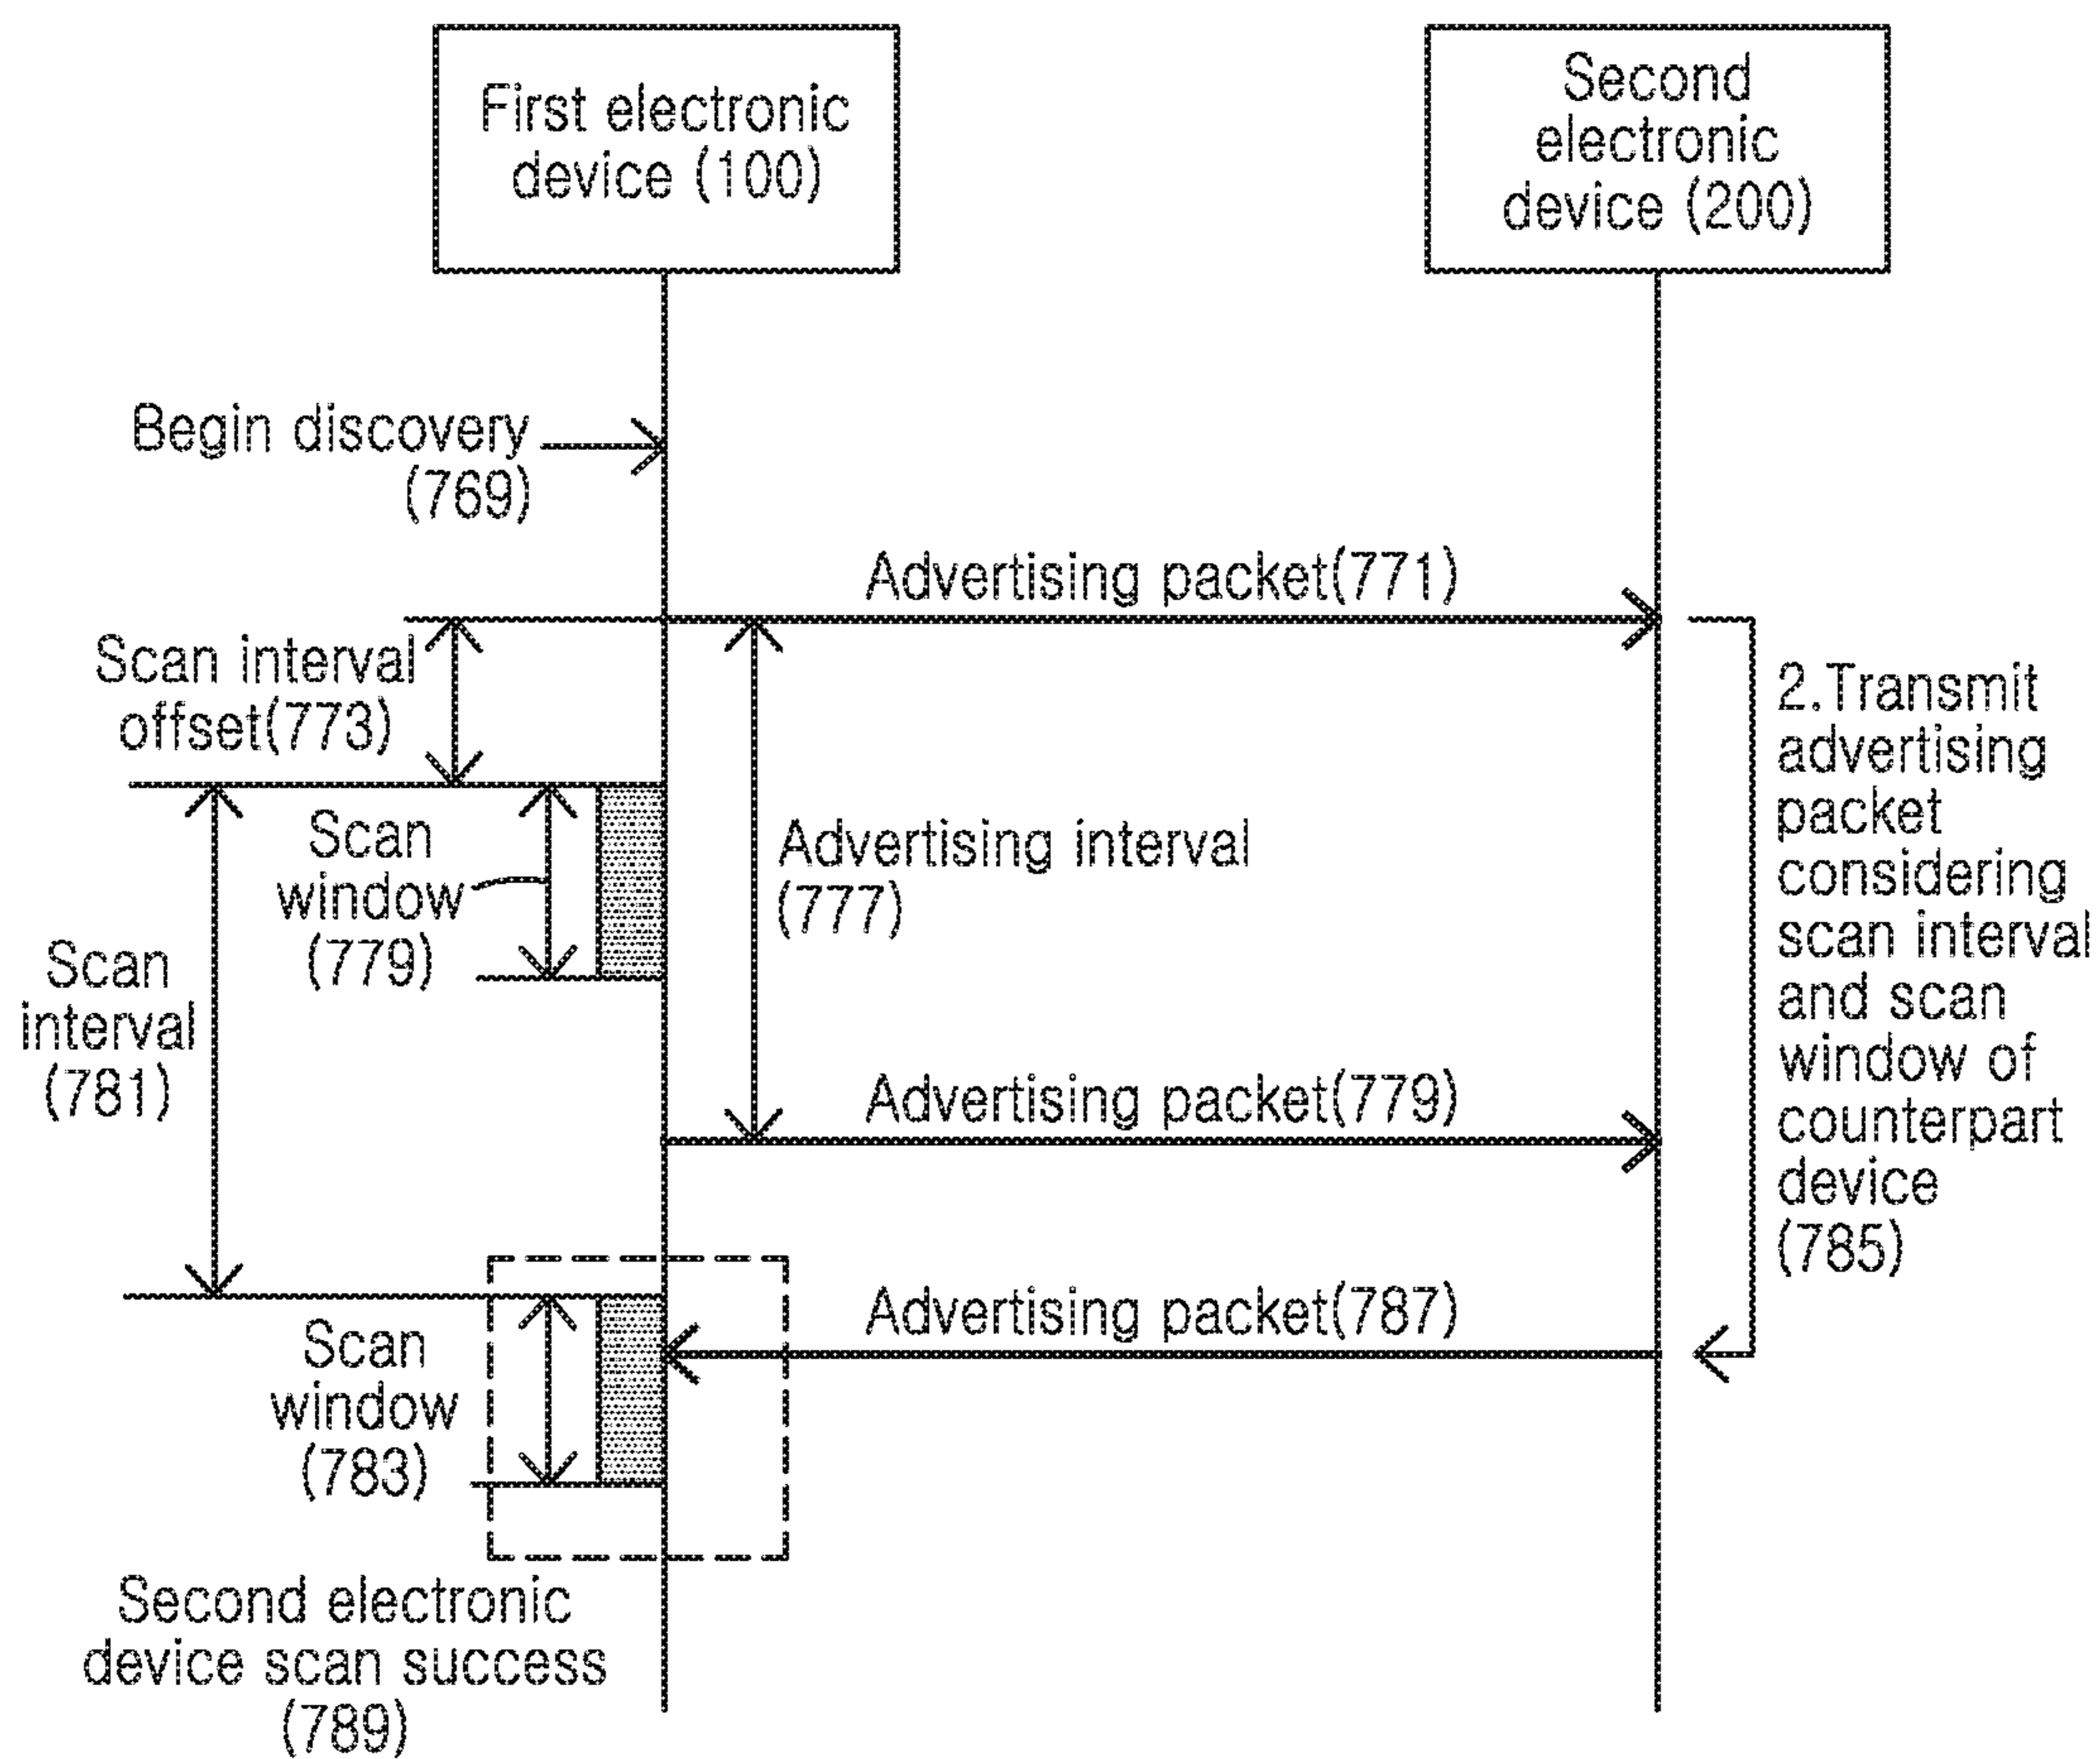 First electronic
device (100)
Second
electronic
device (200)
Begin discovery
(769)
Advertising packet(771)
Scan interval
offset(773)
2.Transmit
advertising
packet
considering
scan interval
and scan
window of
counterpart
device
(785)
Scan
window
(779)
Advertising interval
(777)
Scan
interval
(781)
Advertising packet(779)
Advertising packet(787)
Scan
window
(783)
Second electronic
device scan success
(789)